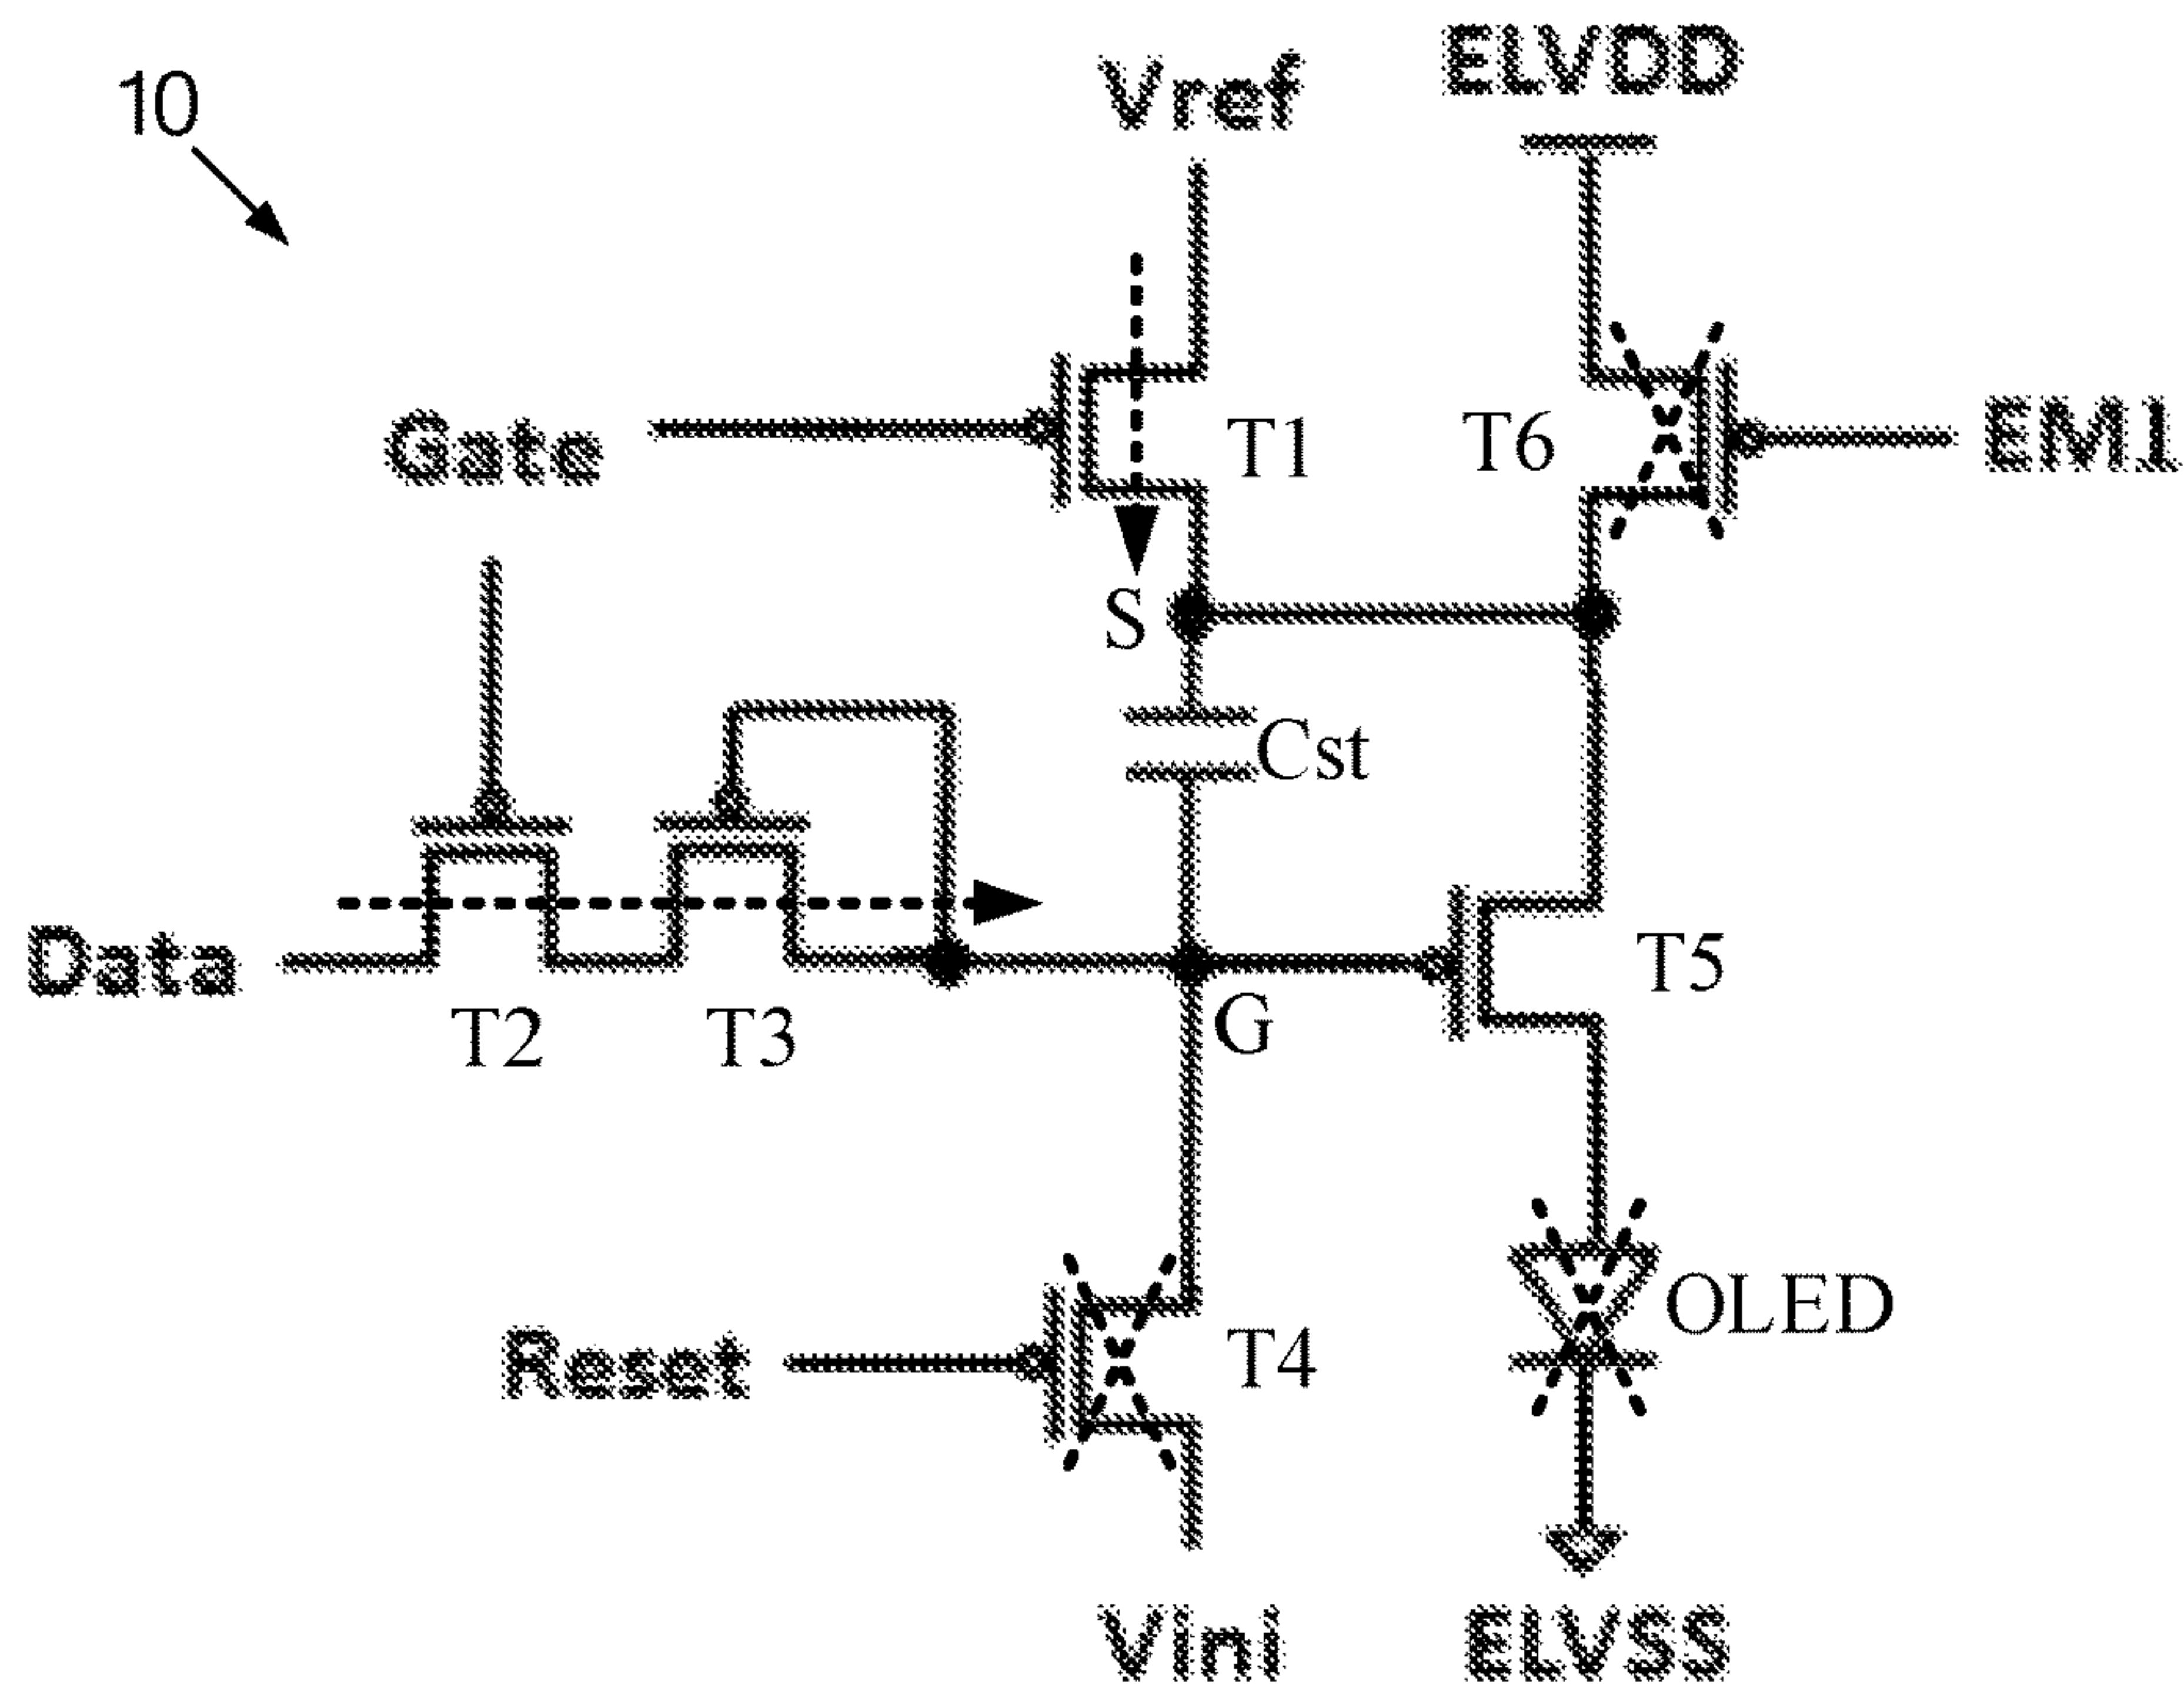 10
Vref
ELVDD
Gate
T1
T6
EM1
S
Cst
Data
T2
T3
G
T5
Reset
T4
OLED
Vini
ELVSS